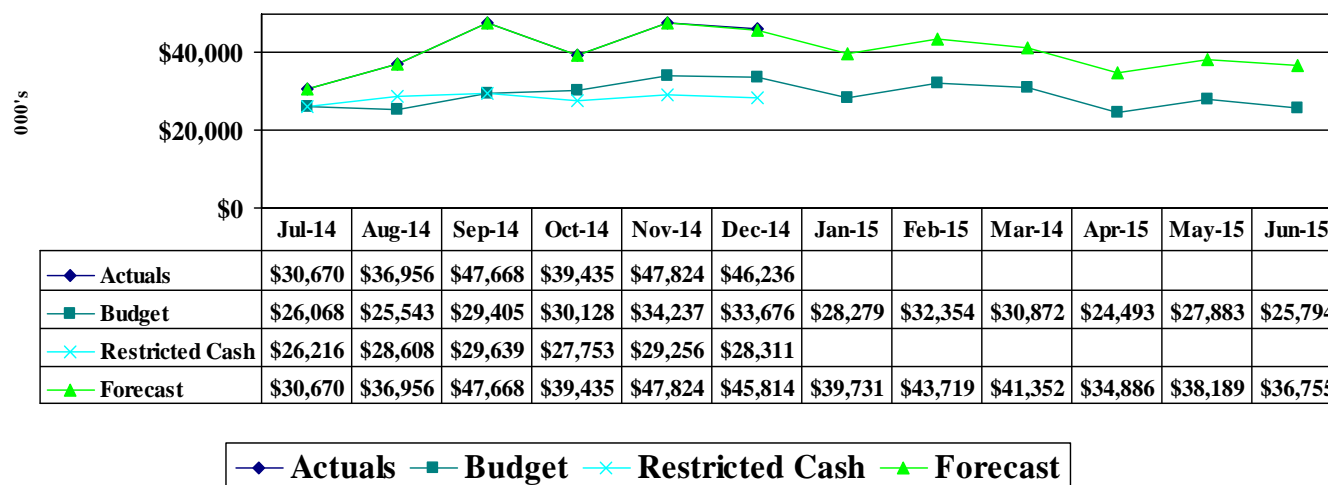 $40,000
000's
$20,000
$0
Jul-14 Aug-14 Sep-14 Oct-14 Nov-14 Dec-14 Jan-15 Feb-15 Mar-14 Apr-15 May-15 Jun-15
Actuals $30,670 $36,956 $47,668 $39,435 $47,824 $46,236
Budget $26,068 $25,543 $29,405 $30,128 $34,237 $33,676 $28,279 $32,354 $30,872 $24,493 $27,883 $25,794
Restricted Cash $26,216 $28,608 $29,639 $27,753 $29,256 $28,311
Forecast $30,670 $36,956 $47,668 $39,435 $47,824 $45,814 $39,731 $43,719 $41,352 $34,886 $38,189 $36,755
Actuals Budget Restricted Cash Forecast